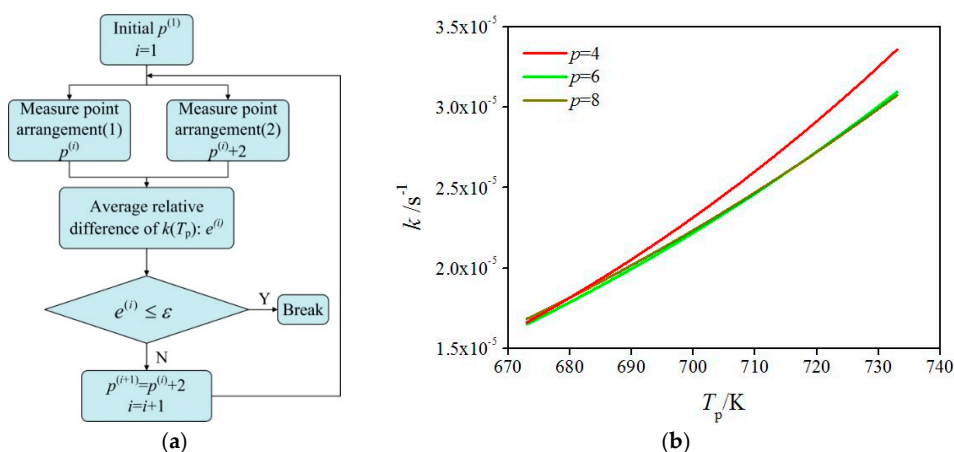 Initial p⁽¹⁾
i=1
Measure point
arrangement(1)
p⁽ⁱ⁾
Measure point
arrangement(2)
p⁽ⁱ⁾+2
Average relative
difference of k(Tₚ): e⁽ⁱ⁾
e⁽ⁱ⁾ ≤ ε
Y
Break
N
p⁽ⁱ⁺¹⁾=p⁽ⁱ⁾+2
i=i+1
(a)
3.5x10⁻⁵
3.0x10⁻⁵
2.5x10⁻⁵
2.0x10⁻⁵
1.5x10⁻⁵
k /s⁻¹
p=4
p=6
p=8
670 680 690 700 710 720 730 740
Tₚ/K
(b)